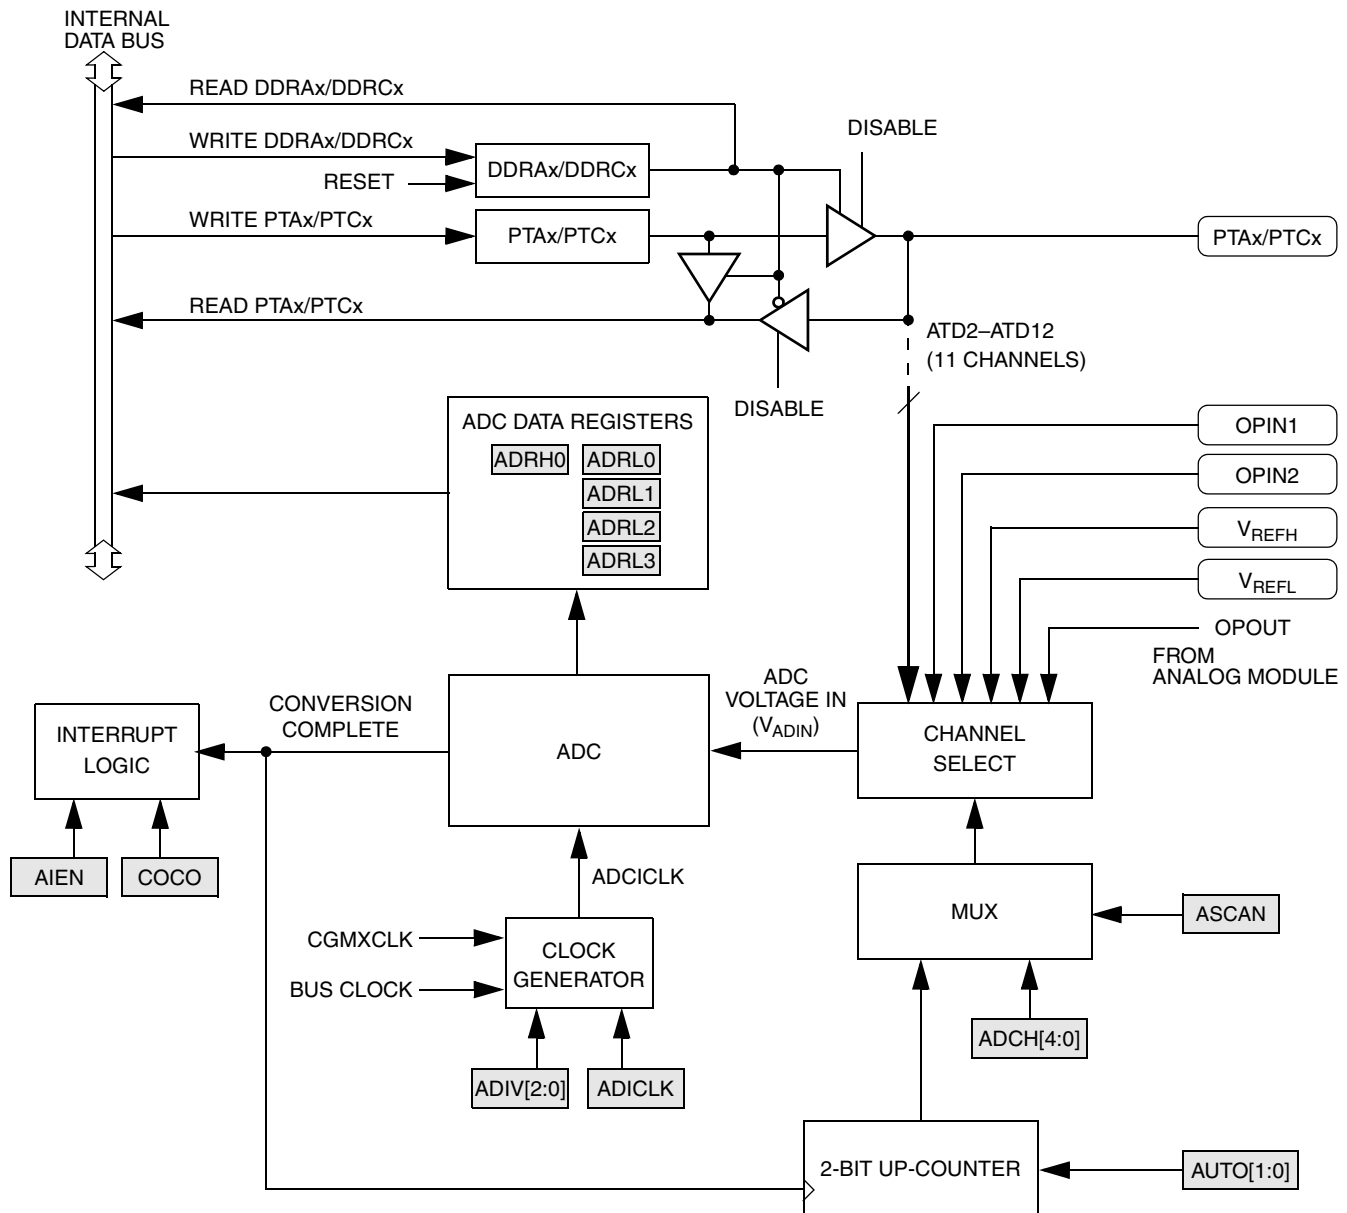 INTERNAL
DATA BUS
READ DDRAx/DDRCx
WRITE DDRAx/DDRCx
RESET
DDRAx/DDRCx
DISABLE
WRITE PTAx/PTCx
PTAx/PTCx
PTAx/PTCx
READ PTAx/PTCx
ATD2–ATD12
(11 CHANNELS)
DISABLE
ADC DATA REGISTERS
ADRH0 ADRL0
ADRL1
ADRL2
ADRL3
OPIN1
OPIN2
VREFH
VREFL
OPOUT
FROM
ANALOG MODULE
ADC
VOLTAGE IN
(VADIN)
CONVERSION
COMPLETE
INTERRUPT
LOGIC
ADC
CHANNEL
SELECT
AIEN
COCO
ADCICLK
MUX
ASCAN
CGMXCLK
BUS CLOCK
CLOCK
GENERATOR
ADCH[4:0]
ADIV[2:0]
ADICLK
2-BIT UP-COUNTER
AUTO[1:0]